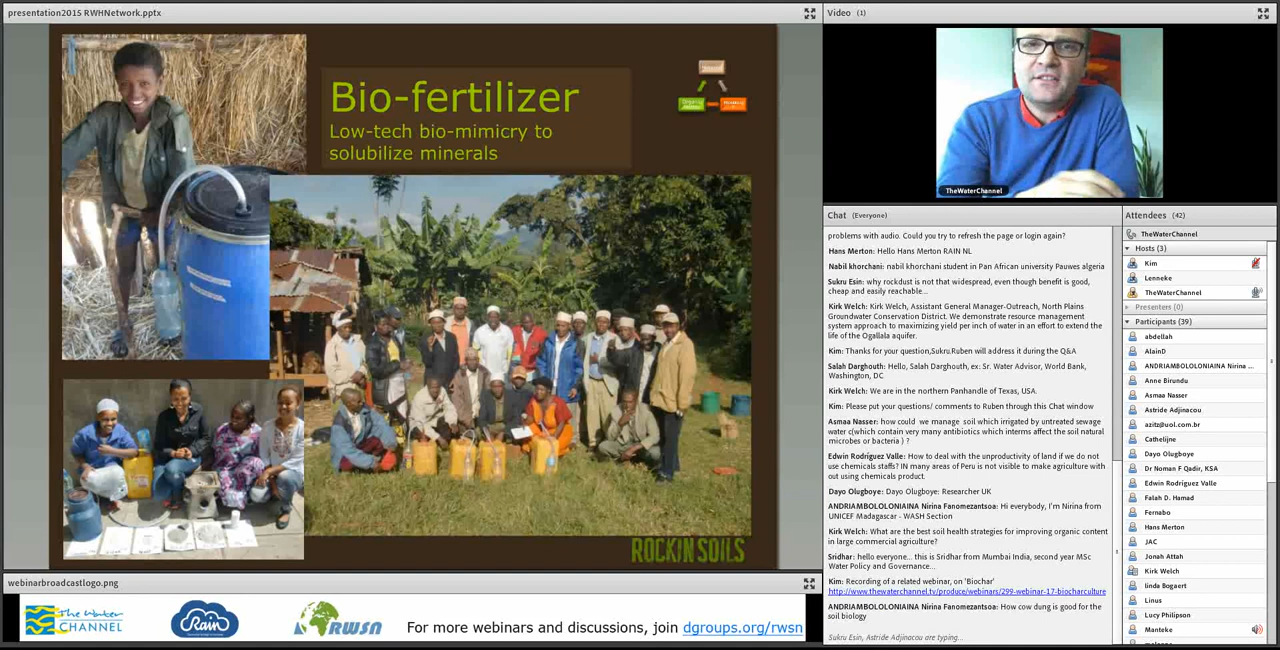 presentation2015 RWHNetwork.pptx
Bio-fertilizer
Low-tech bio-mimicry to
solubilize minerals
ROCKIN SOILS
webinarbroadcastlogo.png
The Water
CHANNEL
Rain
RWSN
For more webinars and discussions, join dgroups.org/rwsn
Video (1)
TheWaterChannel
Chat (Everyone)
problems with audio. Could you try to refresh the page or login again?
Hans Merton: Hello Hans Merton RAIN NL
Nabil khorchani: nabil khorchani student in Pan African university Pauwes algeria
Sukru Esin: why rockdust is not that widespread, even though benefit is good,
cheap and easily reachable...
Kirk Welch: Kirk Welch, Assistant General Manager-Outreach, North Plains
Groundwater Conservation District. We demonstrate resource management
system approach to maximizing yield per inch of water in an effort to extend the
life of the Ogallala aquifer.
Kim: Thanks for your question,Sukru.Ruben will address it during the Q&A
Salah Darghouth: Hello, Salah Darghouth, ex: Sr. Water Advisor, World Bank,
Washington, DC
Kirk Welch: We are in the northern Panhandle of Texas, USA.
Kim: Please put your questions/ comments to Ruben through this Chat window
Asmaa Nasser: how could we manage soil which irrigated by untreated sewage
water c(which contain very many antibiotics which interms affect the soil natural
microbes or bacteria ) ?
Edwin Rodríguez Valle: How to deal with the unproductivity of land if we do not
use chemicals staffs? IN many areas of Peru is not visible to make agriculture with
out using chemicals product.
Dayo Olugboye: Dayo Olugboye: Researcher UK
ANDRIAMBOLOLONIAINA Nirina Fanomezantsoa: Hi everybody, I'm Nirina from
UNICEF Madagascar - WASH Section
Kirk Welch: What are the best soil health strategies for improving organic content
in large commercial agriculture?
Sridhar: hello everyone... this is Sridhar from Mumbai India, second year MSc
Water Policy and Governance...
Kim: Recording of a related webinar, on 'Biochar'
http://www.thewaterchannel.tv/produce/webinars/299-webinar-17-biocharculture
ANDRIAMBOLOLONIAINA Nirina Fanomezantsoa: How cow dung is good for the
soil biology
Sukru Esin, Astride Adjinacou are typing...
Attendees (42)
TheWaterChannel
Hosts (3)
Kim
Lenneke
TheWaterChannel
Presenters (0)
Participants (39)
abdellah
AlainD
ANDRIAMBOLOLONIAINA Nirina ...
Anne Birundu
Asmaa Nasser
Astride Adjinacou
azitz@uol.com.br
Cathelijne
Dayo Olugboye
Dr Noman F Qadir, KSA
Edwin Rodríguez Valle
Falah D. Hamad
Fernabo
Hans Merton
JAC
Jonah Attah
Kirk Welch
linda Bogaert
Linus
Lucy Philipson
Manteke